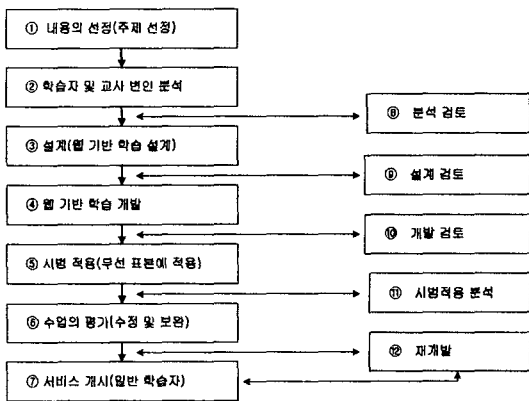 ① 내용의 선정(주제 선정)
② 학습자 및 교사 변인 분석
⑧ 분석 검토
③ 설계(웹 기반 학습 설계)
⑨ 설계 검토
④ 웹 기반 학습 개발
⑩ 개발 검토
⑤ 시범 적용(무선 표본에 적용)
⑪ 시범적용 분석
⑥ 수업의 평가(수정 및 보완)
⑫ 재개발
⑦ 서비스 개시(일반 학습자)